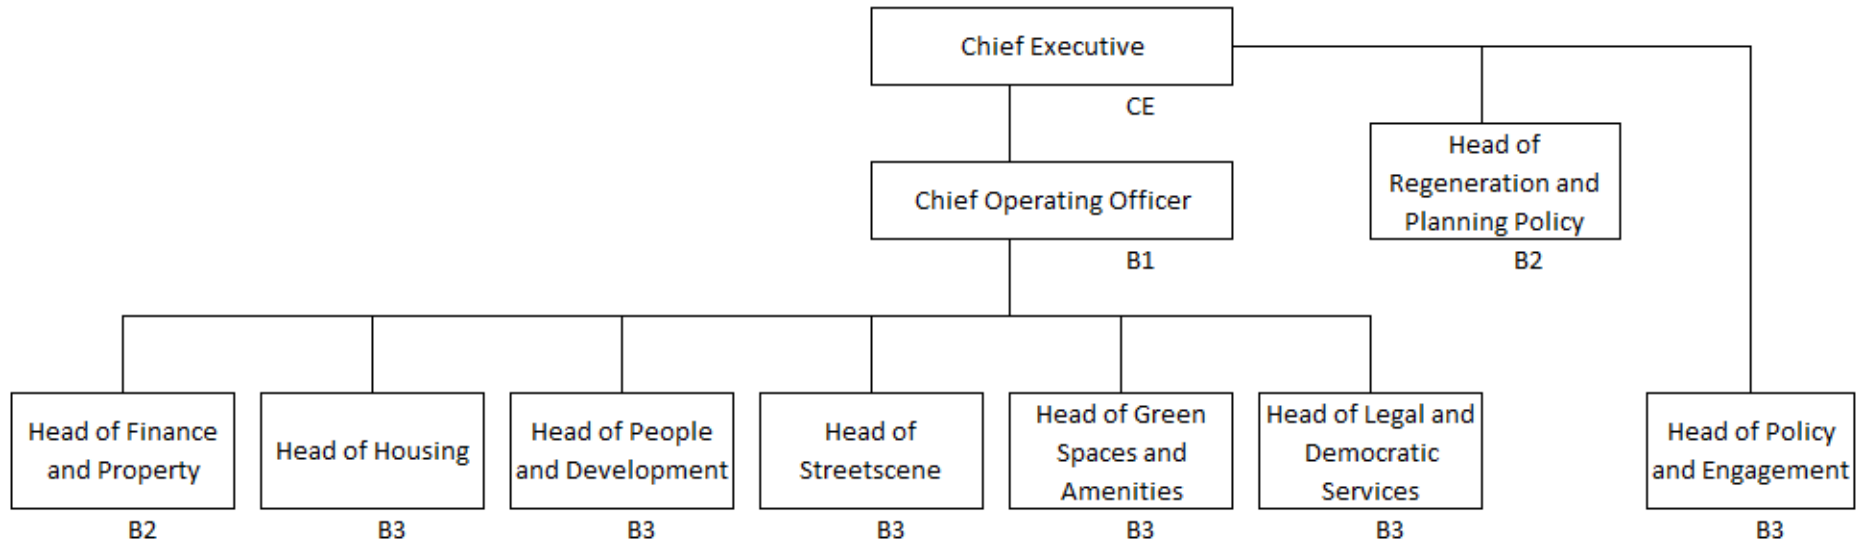 Chief Executive
CE
Chief Operating Officer
B1
Head of
Regeneration and
Planning Policy
B2
Head of Finance
and Property
B2
Head of Housing
B3
Head of People
and Development
B3
Head of
Streetscene
B3
Head of Green
Spaces and
Amenities
B3
Head of Legal and
Democratic
Services
B3
Head of Policy
and Engagement
B3